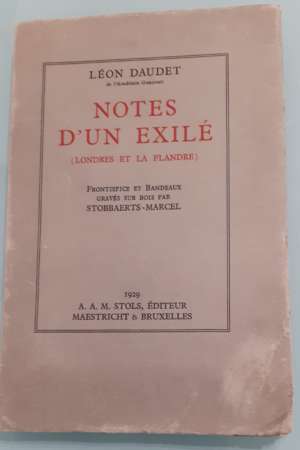 LÉON DAUDET
de l'Académie Goncourt
NOTES
D'UN EXILÉ
(LONDRES ET LA FLANDRE)
FRONTISPICE ET BANDEAUX
GRAVÉS SUR BOIS PAR
STOBBAERTS-MARCEL
1929
A. A. M. STOLS, ÉDITEUR
MAESTRICHT & BRUXELLES